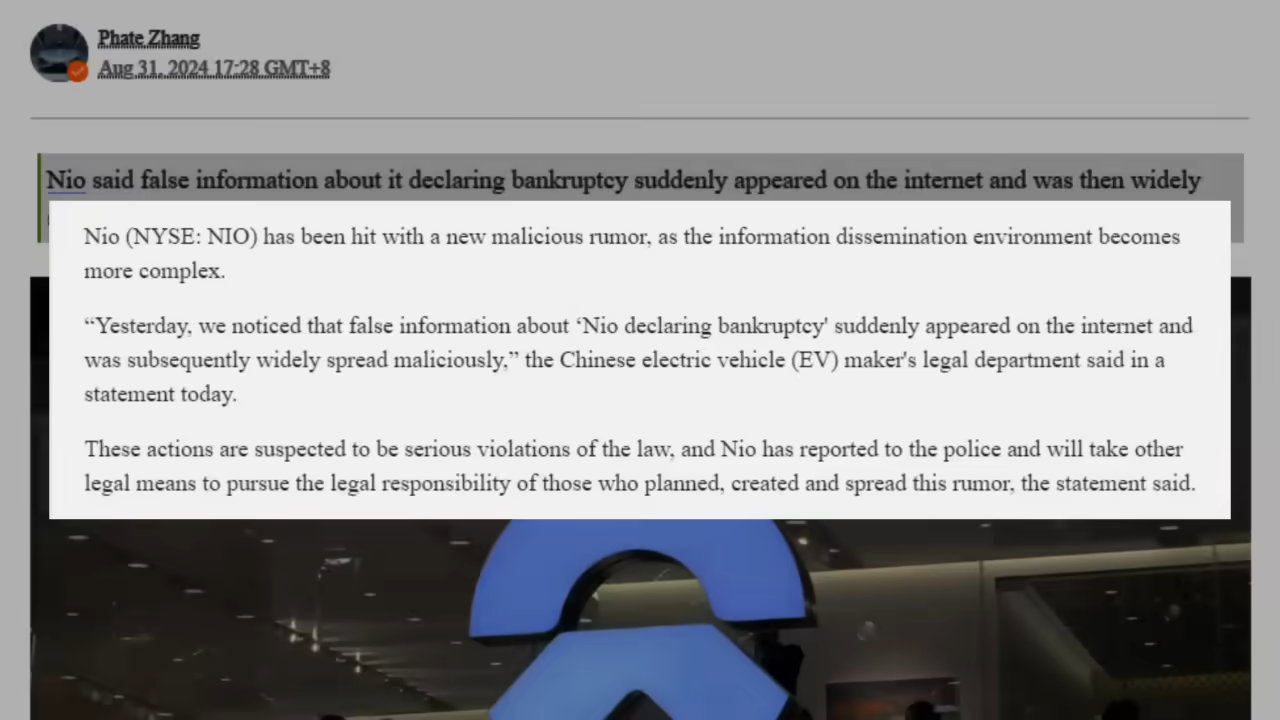 Phate Zhang
Aug 31, 2024 17:28 GMT+8
Nio said false information about it declaring bankruptcy suddenly appeared on the internet and was then widely
Nio (NYSE: NIO) has been hit with a new malicious rumor, as the information dissemination environment becomes
more complex.
“Yesterday, we noticed that false information about ‘Nio declaring bankruptcy' suddenly appeared on the internet and
was subsequently widely spread maliciously,” the Chinese electric vehicle (EV) maker's legal department said in a
statement today.
These actions are suspected to be serious violations of the law, and Nio has reported to the police and will take other
legal means to pursue the legal responsibility of those who planned, created and spread this rumor, the statement said.